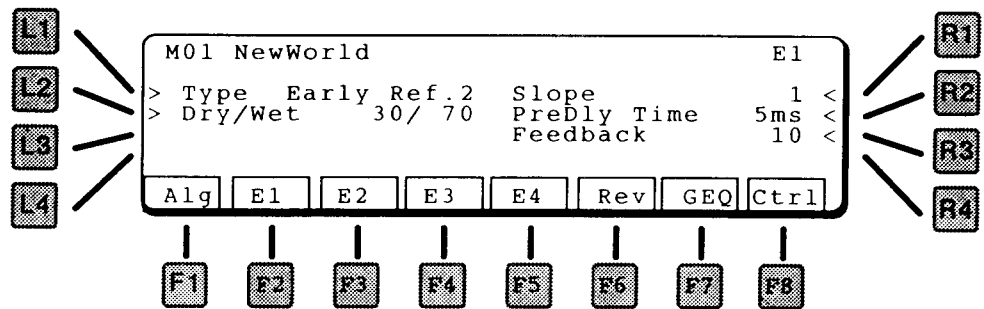 L1
L2
L3
L4
M01 NewWorld E1
> Type Early Ref.2 Slope 1 <
> Dry/Wet 30/ 70 PreDly Time 5ms <
Feedback 10 <
Alg E1 E2 E3 E4 Rev GEQ Ctrl
R1
R2
R3
R4
F1 F2 F3 F4 F5 F6 F7 F8